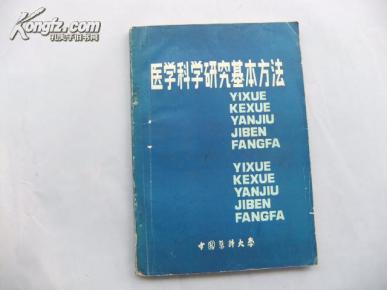 Kongfz.com
孔夫子旧书网
医学科学研究基本方法
YIXUE
KEXUE
YANJIU
JIBEN
FANGFA
YIXUE
KEXUE
YANJIU
JIBEN
FANGFA
中国医科大学